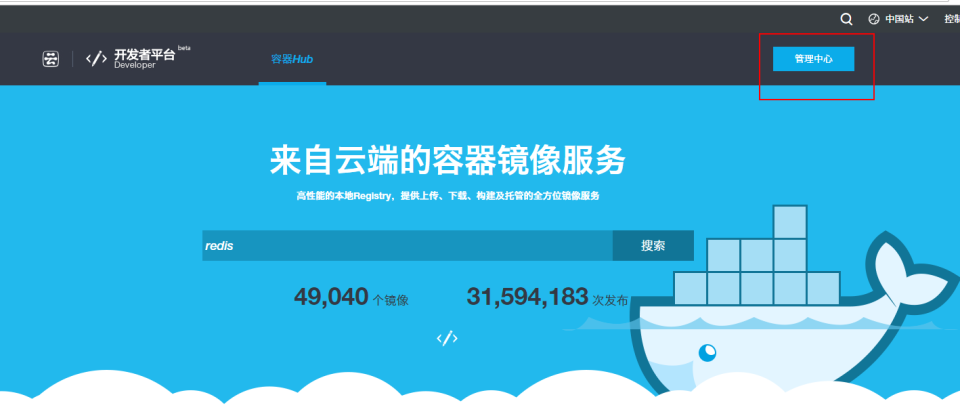 中国站 控制
开发者平台 beta
Developer
容器Hub
管理中心
来自云端的容器镜像服务
高性能的本地Registry，提供上传、下载、构建及托管的全方位镜像服务
redis 搜索
49,040 个镜像 31,594,183 次发布